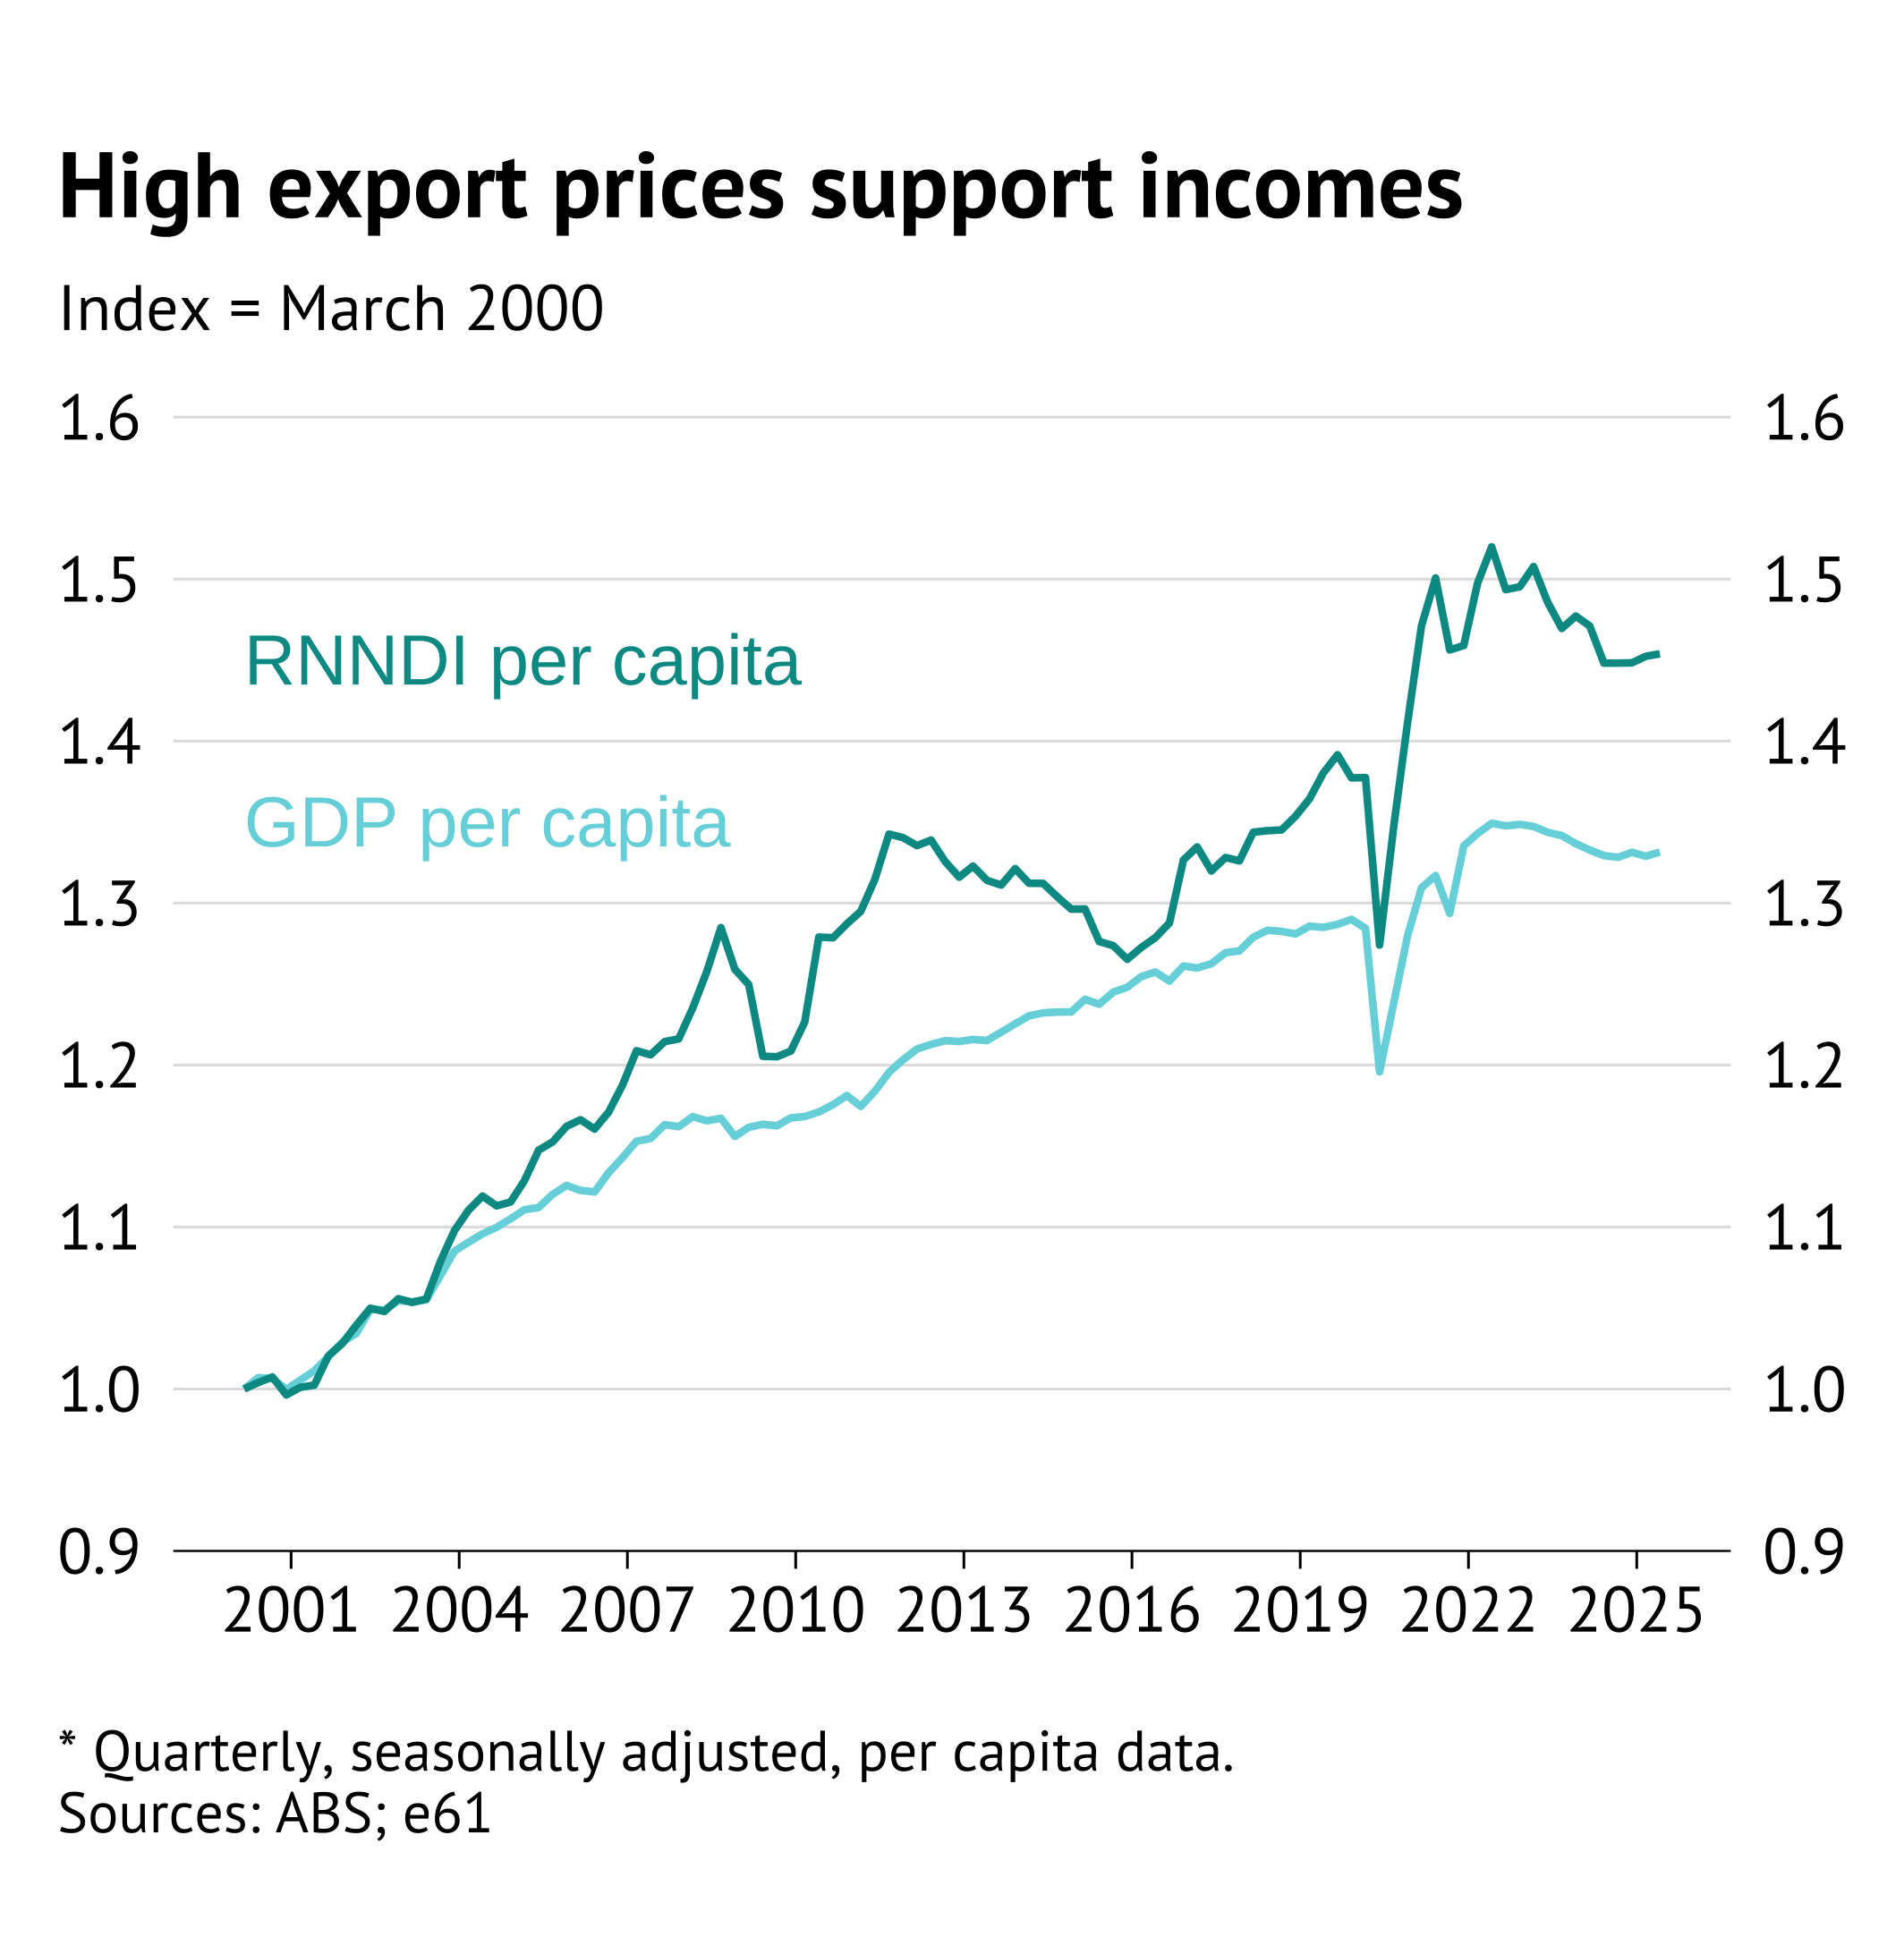 High export prices support incomes
Index = March 2000
1.6 1.6
1.5 1.5
RNNDI per capita
1.4 1.4
GDP per capita
1.3 1.3
1.2 1.2
1.1 1.1
1.0 1.0
0.9 0.9
2001 2004 2007 2010 2013 2016 2019 2022 2025
* Quarterly, seasonally adjusted, per capita data.
Sources: ABS; e61